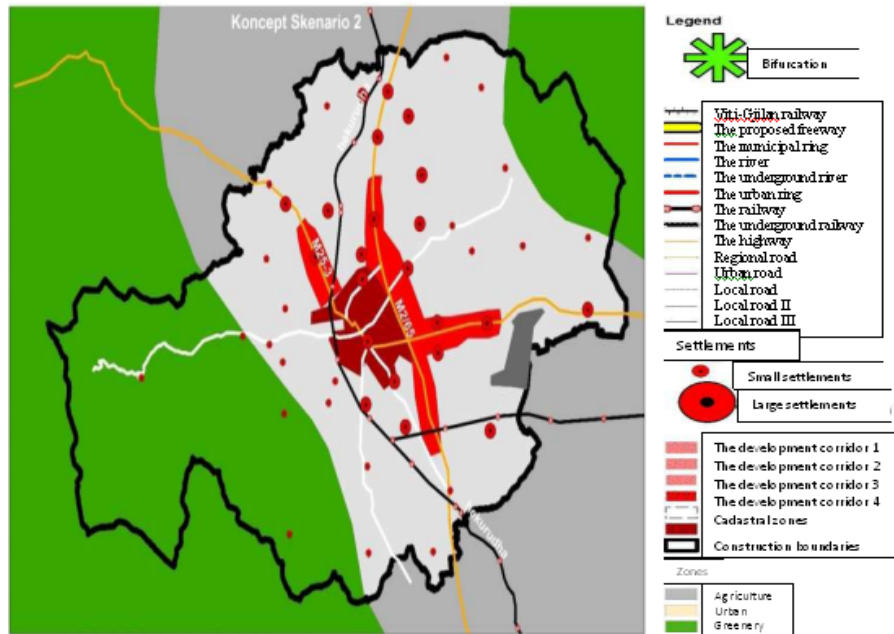 Koncept Skenario 2
M25-3
M2/65
Legend
Bifurcation
Viti-Gjilan railway
The proposed freeway
The municipal ring
The river
The underground river
The urban ring
The railway
The underground railway
The highway
Regional road
Urban road
Local road
Local road II
Local road III
Settlements
Small settlements
Large settlements
The development corridor 1
The development corridor 2
The development corridor 3
The development corridor 4
Cadastral zones
Construction boundaries
Zones
Agriculture
Urban
Greenery